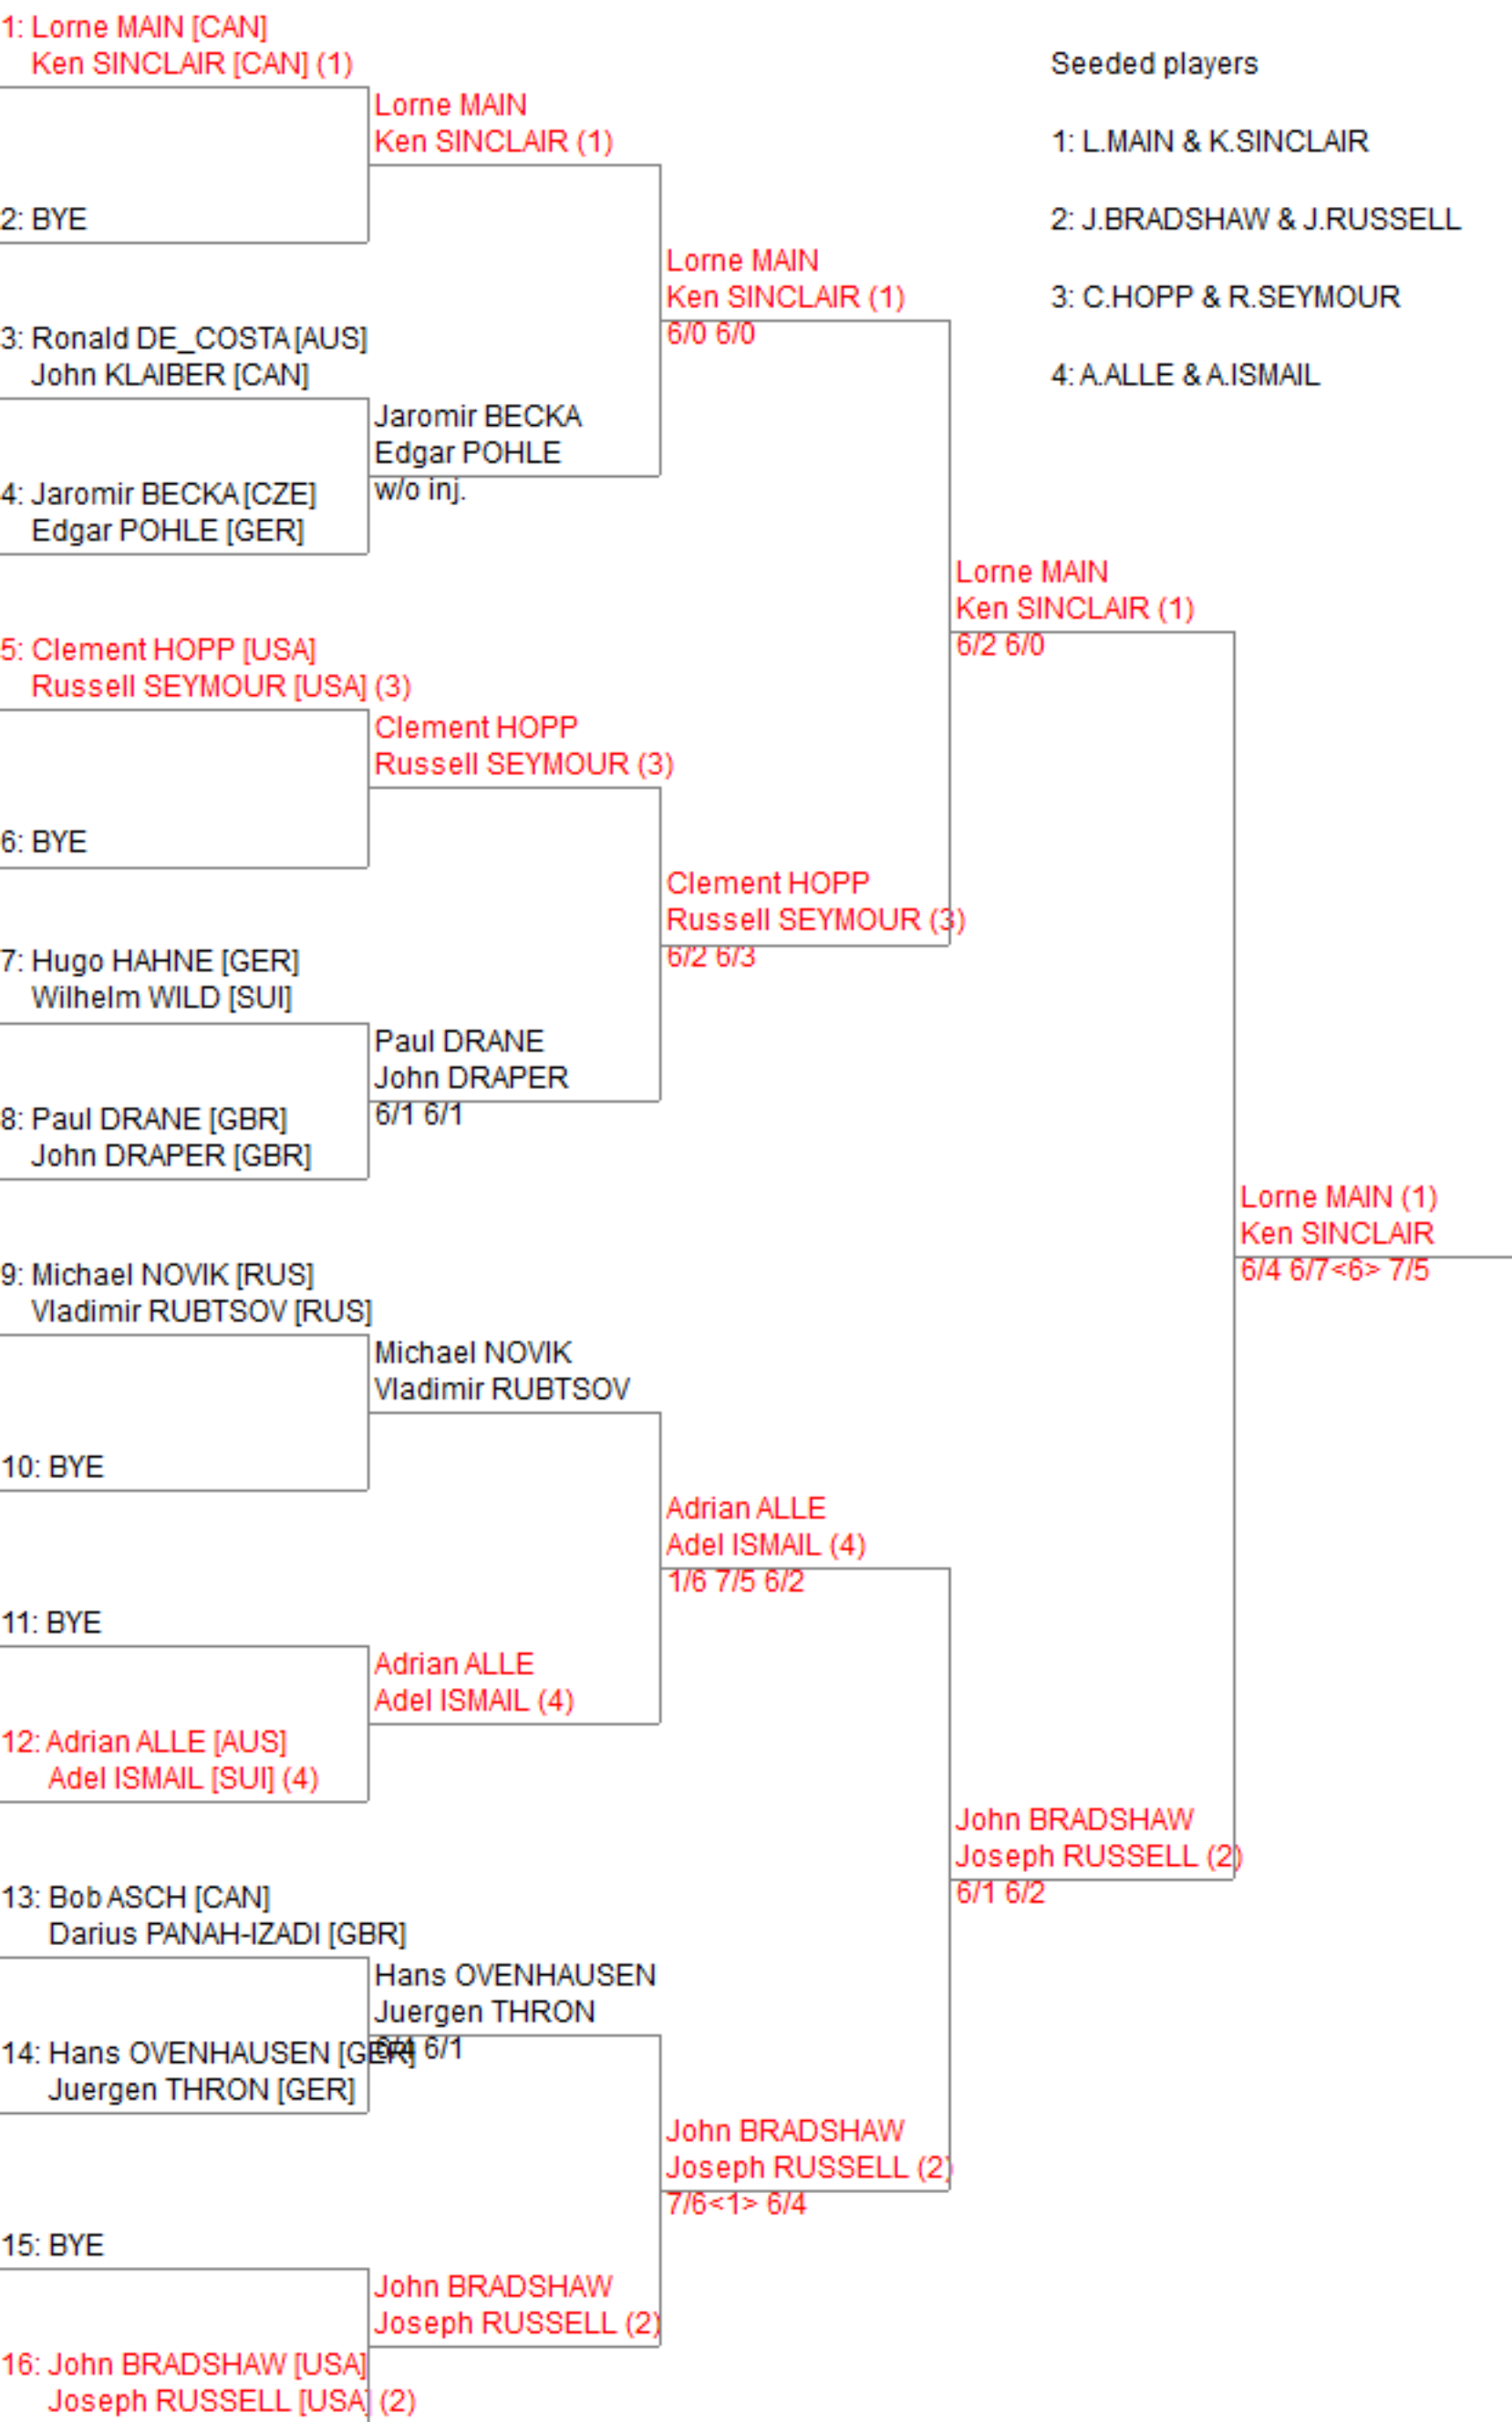 1: Lorne MAIN [CAN]
Ken SINCLAIR [CAN] (1)
2: BYE
3: Ronald DE_COSTA [AUS]
John KLAIBER [CAN]
4: Jaromir BECKA [CZE]
Edgar POHLE [GER]
5: Clement HOPP [USA]
Russell SEYMOUR [USA] (3)
6: BYE
7: Hugo HAHNE [GER]
Wilhelm WILD [SUI]
8: Paul DRANE [GBR]
John DRAPER [GBR]
9: Michael NOVIK [RUS]
Vladimir RUBTSOV [RUS]
10: BYE
11: BYE
12: Adrian ALLE [AUS]
Adel ISMAIL [SUI] (4)
13: Bob ASCH [CAN]
Darius PANAH-IZADI [GBR]
14: Hans OVENHAUSEN [GER]
Juergen THRON [GER]
15: BYE
16: John BRADSHAW [USA]
Joseph RUSSELL [USA] (2)
Lorne MAIN
Ken SINCLAIR (1)
Jaromir BECKA
Edgar POHLE
w/o inj.
Clement HOPP
Russell SEYMOUR (3)
Paul DRANE
John DRAPER
6/1 6/1
Michael NOVIK
Vladimir RUBTSOV
Adrian ALLE
Adel ISMAIL (4)
Hans OVENHAUSEN
Juergen THRON
6/1
John BRADSHAW
Joseph RUSSELL (2)
Lorne MAIN
Ken SINCLAIR (1)
6/0 6/0
Clement HOPP
Russell SEYMOUR (3)
6/2 6/3
Adrian ALLE
Adel ISMAIL (4)
1/6 7/5 6/2
John BRADSHAW
Joseph RUSSELL (2)
7/6<1> 6/4
Lorne MAIN
Ken SINCLAIR (1)
6/2 6/0
John BRADSHAW
Joseph RUSSELL (2)
6/1 6/2
Lorne MAIN (1)
Ken SINCLAIR
6/4 6/7<6> 7/5
Seeded players
1: L.MAIN & K.SINCLAIR
2: J.BRADSHAW & J.RUSSELL
3: C.HOPP & R.SEYMOUR
4: A.ALLE & A.ISMAIL